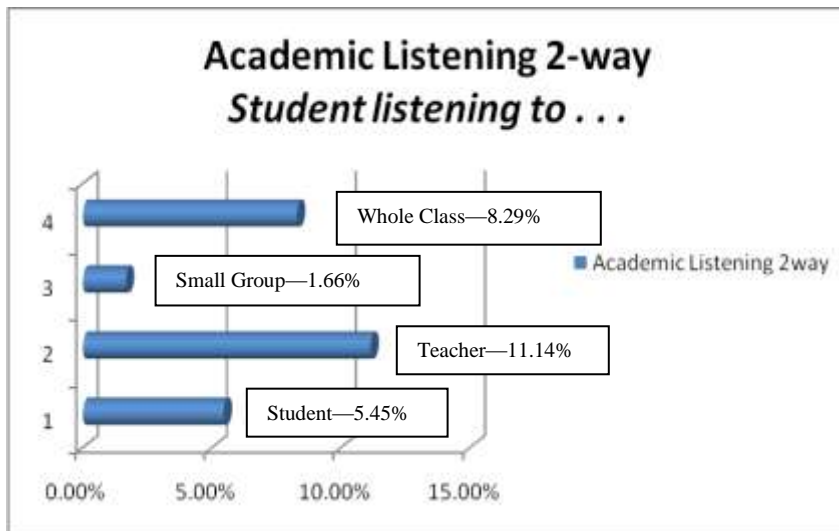 Academic Listening 2-way
Student listening to . . .
4
Whole Class—8.29%
Academic Listening 2way
3
Small Group—1.66%
2
Teacher—11.14%
1
Student—5.45%
0.00%
5.00%
10.00%
15.00%